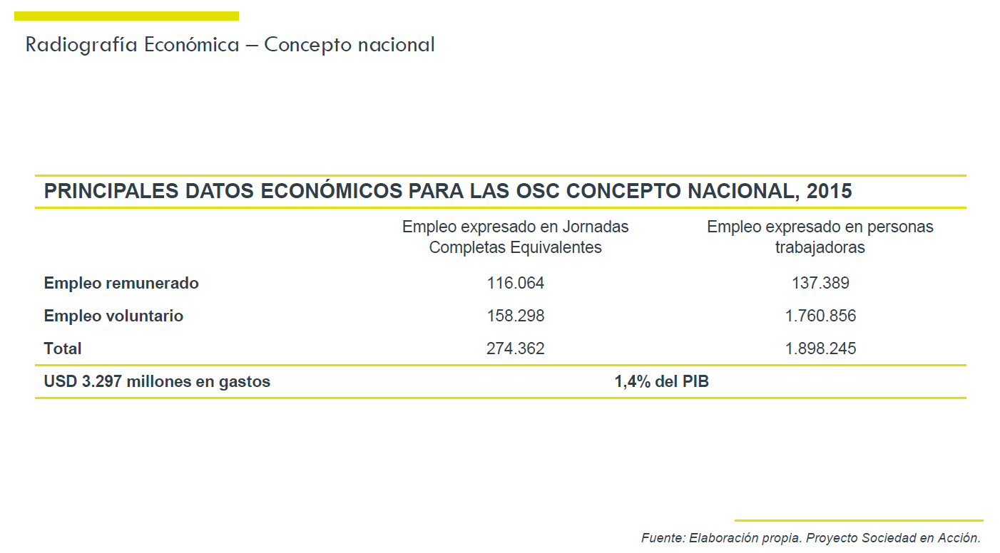 Radiografía Económica – Concepto nacional
PRINCIPALES DATOS ECONÓMICOS PARA LAS OSC CONCEPTO NACIONAL, 2015
Empleo expresado en Jornadas Completas Equivalentes
Empleo expresado en personas trabajadoras
Empleo remunerado 116.064 137.389
Empleo voluntario 158.298 1.760.856
Total 274.362 1.898.245
USD 3.297 millones en gastos 1,4% del PIB
Fuente: Elaboración propia. Proyecto Sociedad en Acción.